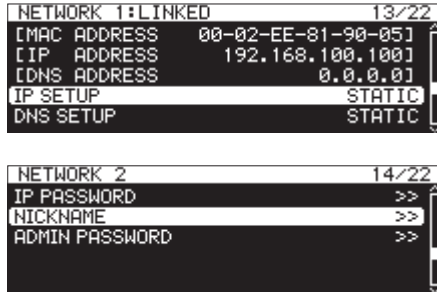 NETWORK 1:LINKED 13/22
[MAC ADDRESS 00-02-EE-81-90-05]
[IP ADDRESS 192.168.100.100]
[DNS ADDRESS 0.0.0.0]
IP SETUP STATIC
DNS SETUP STATIC
NETWORK 2 14/22
IP PASSWORD >>
NICKNAME >>
ADMIN PASSWORD >>